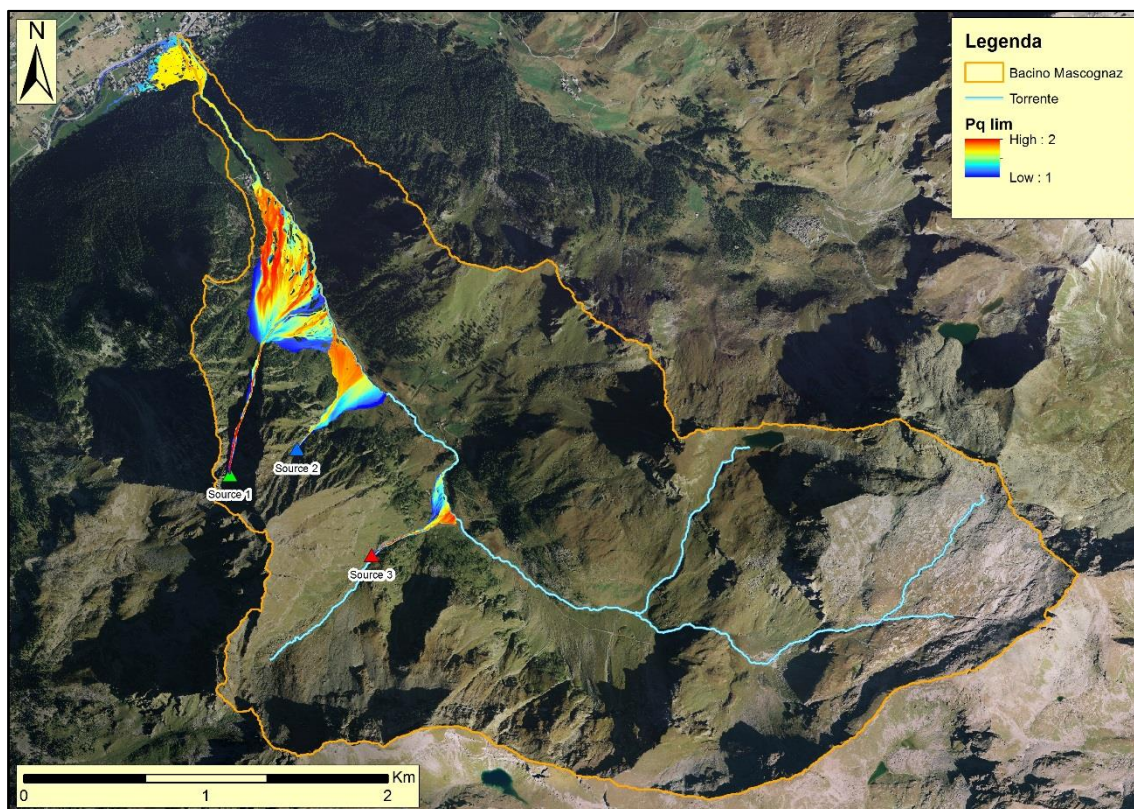 N
Legenda
Bacino Mascognaz
Torrente
Pq lim
High : 2
Low : 1
Source 2
Source 1
Source 3
Km
0 1 2